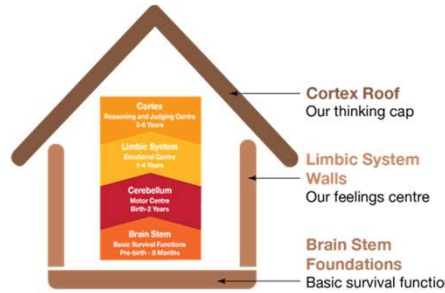 Cortex
Reasoning and Judging Centre
3-6 Years
Limbic System
Emotional Centre
1-4 Years
Cerebellum
Motor Centre
Birth-2 Years
Brain Stem
Basic Survival Functions
Pre-birth - 8 Months
Cortex Roof
Our thinking cap
Limbic System
Walls
Our feelings centre
Brain Stem
Foundations
Basic survival functio